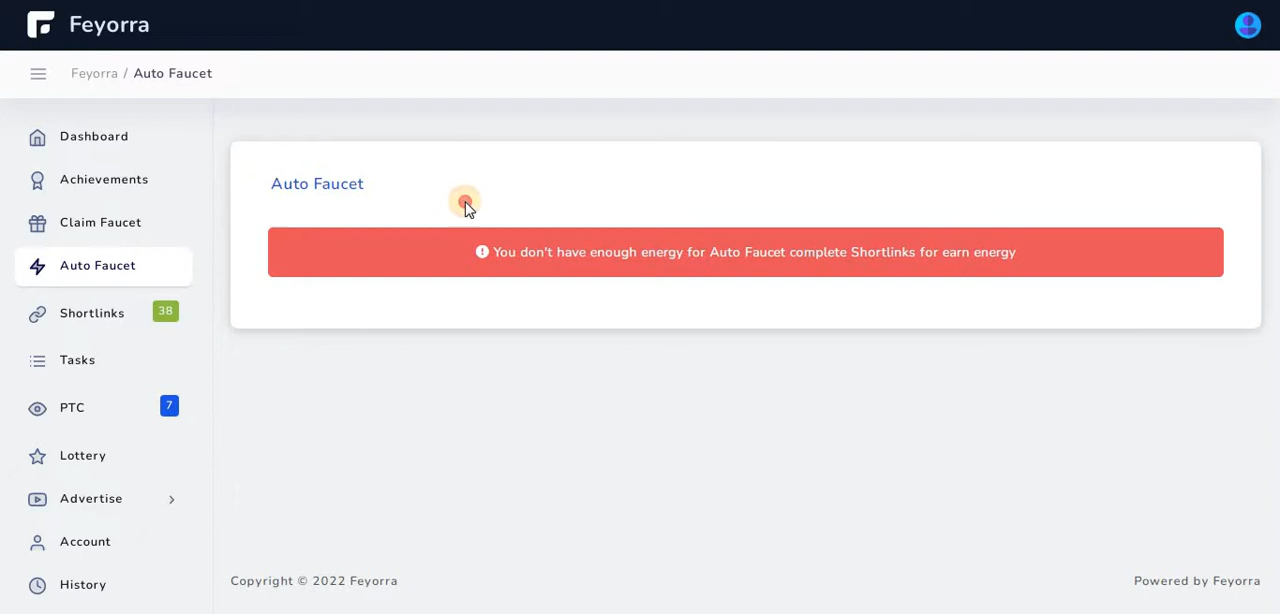 Feyorra
Feyorra / Auto Faucet
Dashboard
Achievements
Claim Faucet
Auto Faucet
Shortlinks 38
Tasks
PTC 7
Lottery
Advertise
Account
History
Auto Faucet
You don't have enough energy for Auto Faucet complete Shortlinks for earn energy
Copyright © 2022 Feyorra
Powered by Feyorra